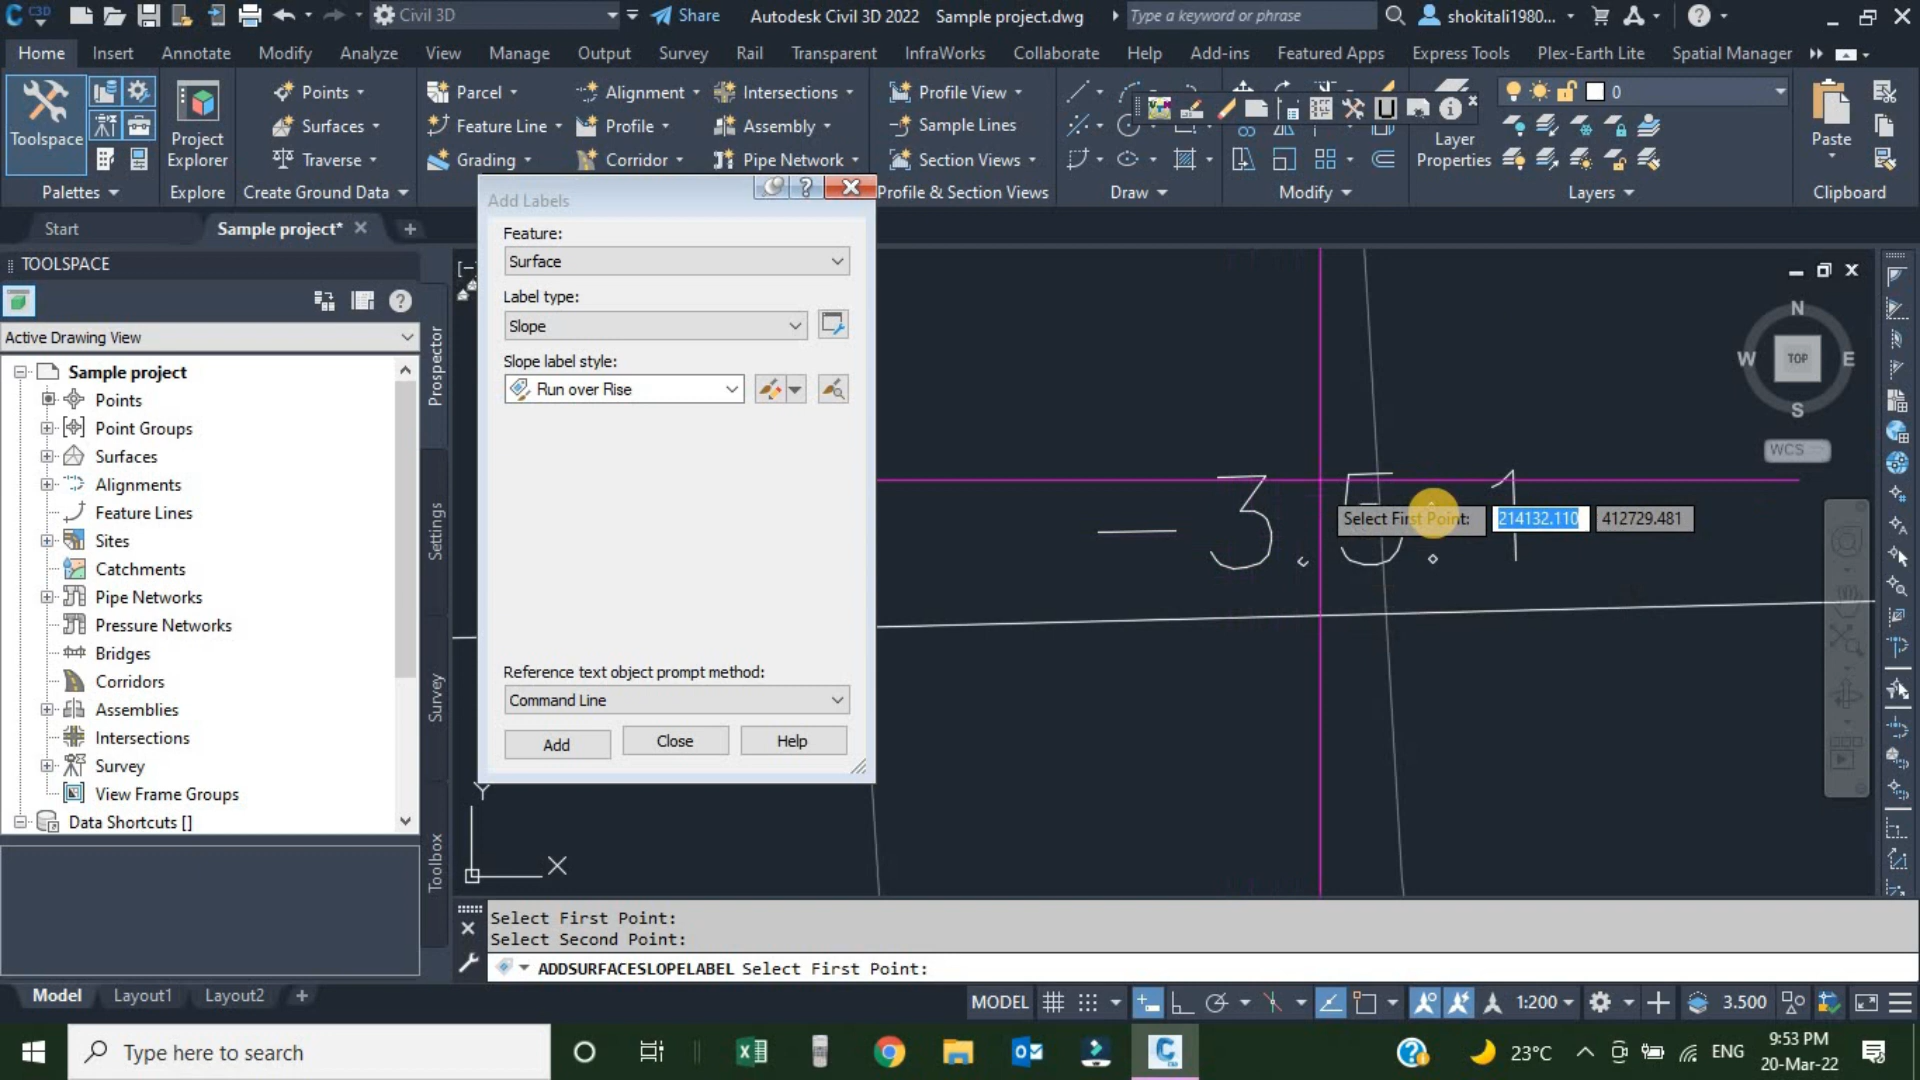 C3D
Civil 3D
Share
Autodesk Civil 3D 2022 Sample project.dwg
Type a keyword or phrase
shokitali1980...
Home Insert Annotate Modify Analyze View Manage Output Survey Rail Transparent InfraWorks Collaborate Help Add-ins Featured Apps Express Tools Plex-Earth Lite Spatial Manager
Points Parcel Alignment Intersections Profile View 0
Toolspace Surfaces Feature Line Profile Assembly Sample Lines
Project Explorer
Layer Properties
Paste
Traverse Grading Corridor Pipe Network Section Views
Palettes Explore Create Ground Data Profile & Section Views Draw Modify Layers Clipboard
Start Sample project*
TOOLSPACE
Active Drawing View
Sample project
Points
Point Groups
Surfaces
Alignments
Feature Lines
Sites
Catchments
Pipe Networks
Pressure Networks
Bridges
Corridors
Assemblies
Intersections
Survey
View Frame Groups
Data Shortcuts []
Prospector
Settings
Survey
Toolbox
Add Labels
Feature:
Surface
Label type:
Slope
Slope label style:
Run over Rise
Reference text object prompt method:
Command Line
Add Close Help
[-
-3.5:1
Select First Point: 214132.110 412729.481
N
W TOP E
S
WCS
Y
X
Select First Point:
Select Second Point:
ADDSURFACESLOPELABEL Select First Point:
Model Layout1 Layout2
MODEL 1:200 3.500
Type here to search
23°C ENG
9:53 PM
20-Mar-22